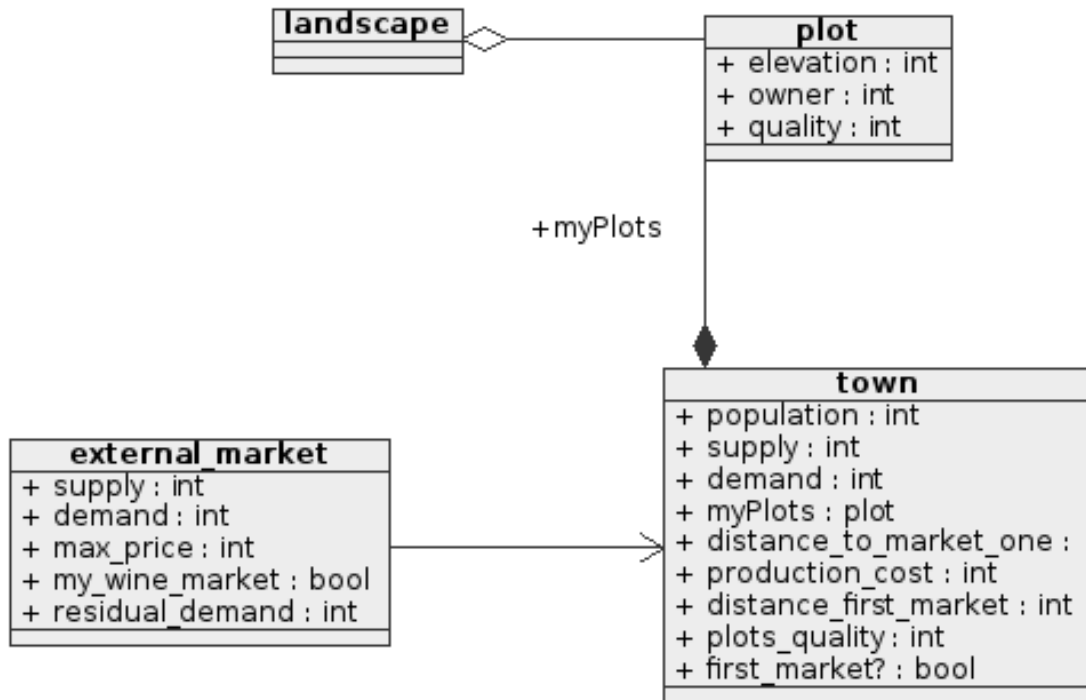 landscape
plot
+ elevation : int
+ owner : int
+ quality : int
+myPlots
town
+ population : int
+ supply : int
+ demand : int
+ myPlots : plot
+ distance_to_market_one :
+ production_cost : int
+ distance_first_market : int
+ plots_quality : int
+ first_market? : bool
external_market
+ supply : int
+ demand : int
+ max_price : int
+ my_wine_market : bool
+ residual_demand : int